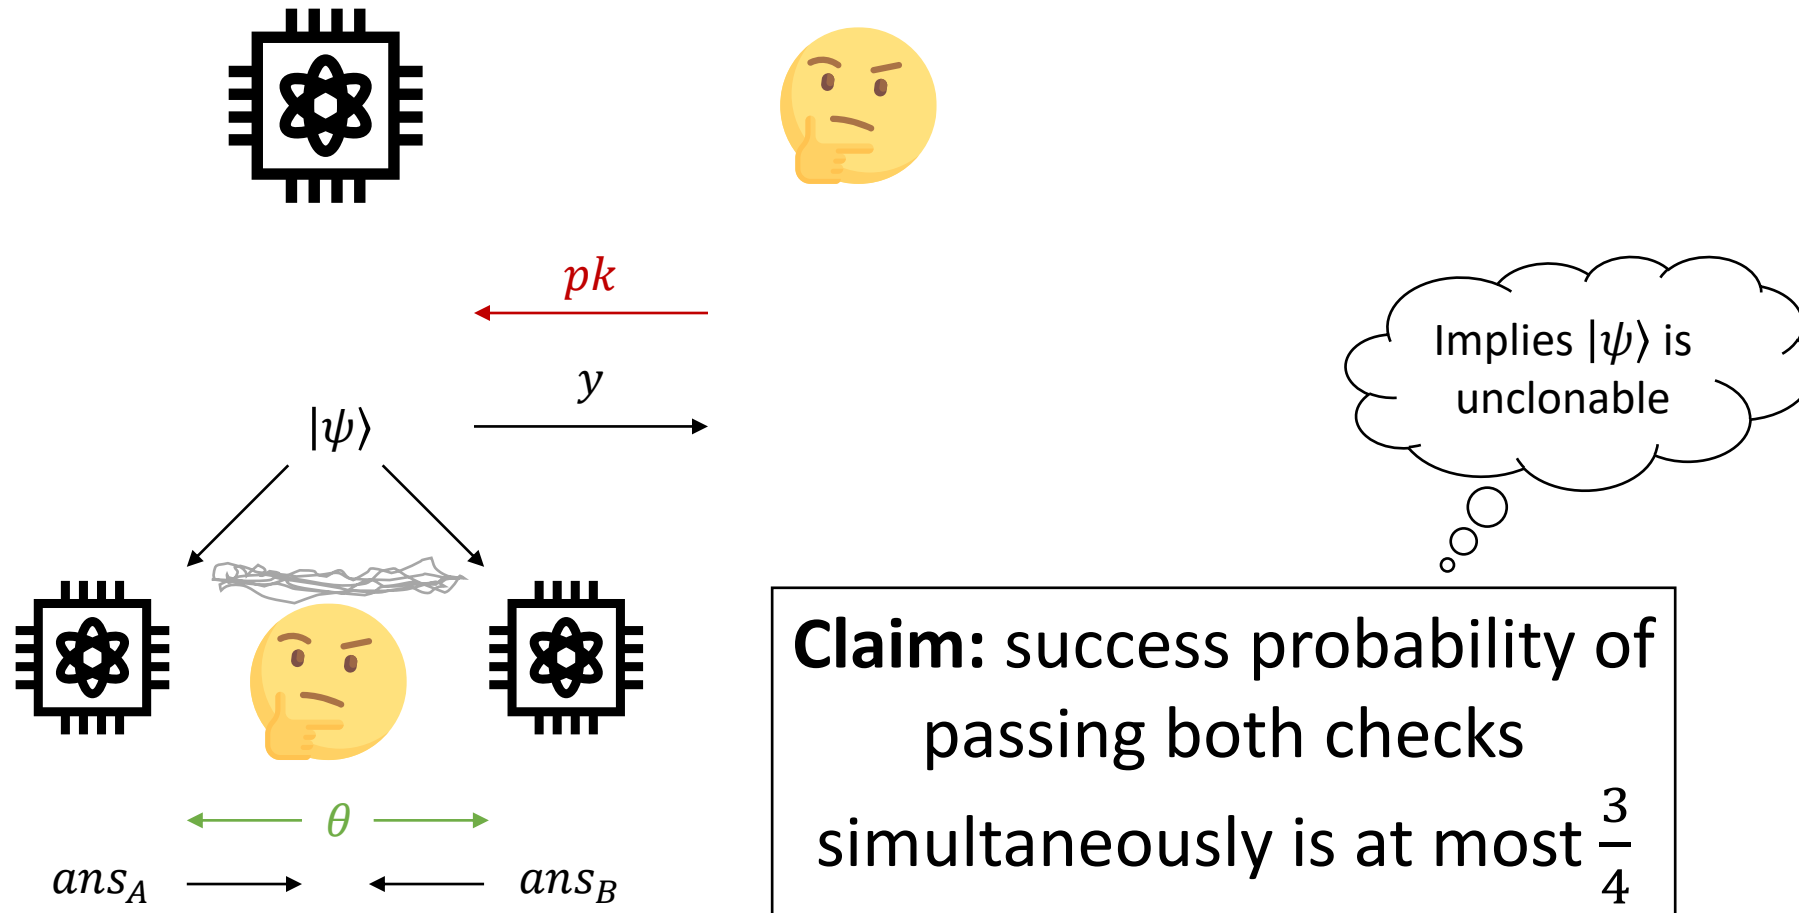 pk
y
|ψ⟩
Implies |ψ⟩ is
unclonable
θ
ans_A
ans_B
Claim: success probability of
passing both checks
simultaneously is at most 3/4